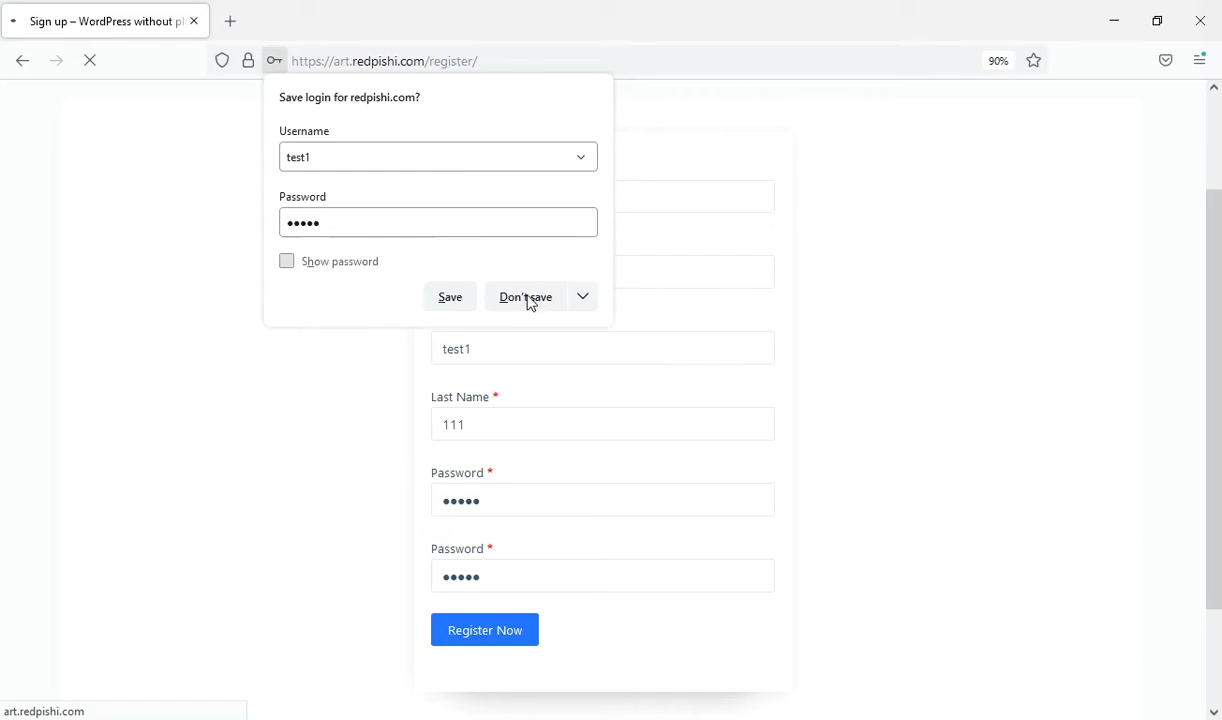 Sign up – WordPress without pl
https://art.redpishi.com/register/
90%
Save login for redpishi.com?
Username
test1
Password
●●●●●
Show password
Save
Don't save
test1
Last Name *
111
Password *
●●●●●
Password *
●●●●●
Register Now
art.redpishi.com